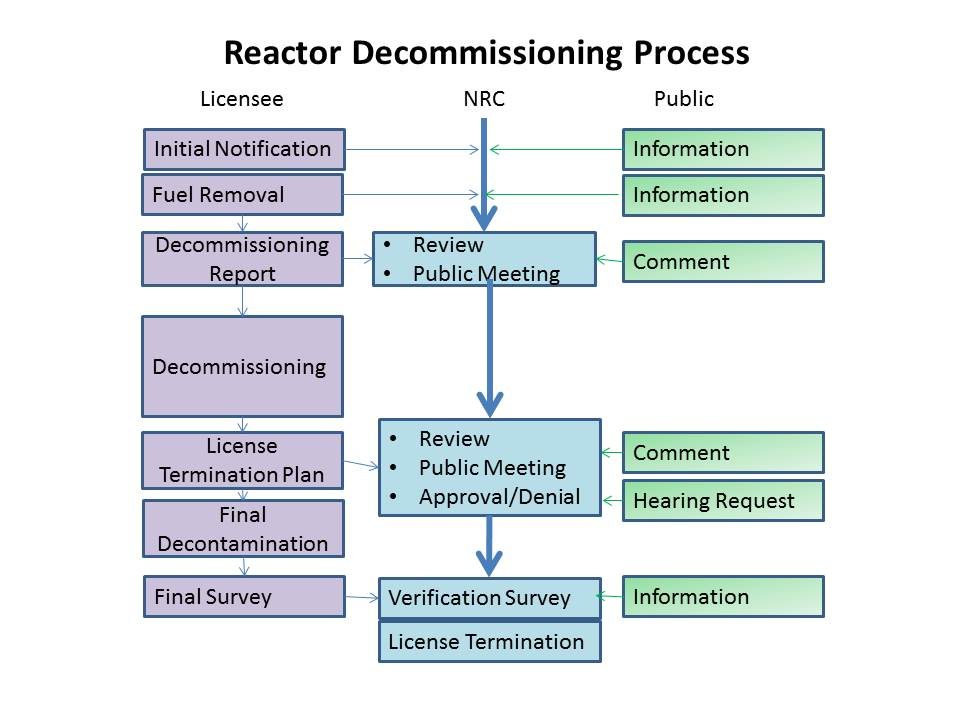 Reactor Decommissioning Process
Licensee NRC Public
Initial Notification
Information
Fuel Removal
Information
Decommissioning
Report
• Review
• Public Meeting
Comment
Decommissioning
License
Termination Plan
• Review
• Public Meeting
• Approval/Denial
Comment
Hearing Request
Final
Decontamination
Final Survey
Verification Survey
Information
License Termination